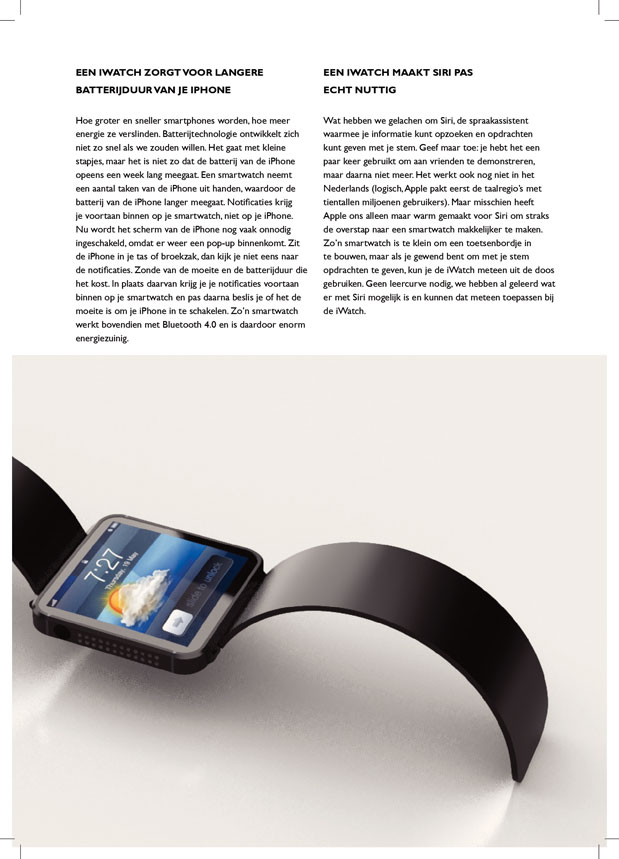 EEN IWATCH ZORGT VOOR LANGERE
BATTERIJDUUR VAN JE IPHONE
Hoe groter en sneller smartphones worden, hoe meer
energie ze verslinden. Batterijtechnologie ontwikkelt zich
niet zo snel als we zouden willen. Het gaat met kleine
stapjes, maar het is niet zo dat de batterij van de iPhone
opeens een week lang meegaat. Een smartwatch neemt
een aantal taken van de iPhone uit handen, waardoor de
batterij van de iPhone langer meegaat. Notificaties krijg
je voortaan binnen op je smartwatch, niet op je iPhone.
Nu wordt het scherm van de iPhone nog vaak onnodig
ingeschakeld, omdat er weer een pop-up binnenkomt. Zit
de iPhone in je tas of broekzak, dan kijk je niet eens naar
de notificaties. Zonde van de moeite en de batterijduur die
het kost. In plaats daarvan krijg je je notificaties voortaan
binnen op je smartwatch en pas daarna beslis je of het de
moeite is om je iPhone in te schakelen. Zo'n smartwatch
werkt bovendien met Bluetooth 4.0 en is daardoor enorm
energiezuinig.
EEN IWATCH MAAKT SIRI PAS
ECHT NUTTIG
Wat hebben we gelachen om Siri, de spraakassistent
waarmee je informatie kunt opzoeken en opdrachten
kunt geven met je stem. Geef maar toe: je hebt het een
paar keer gebruikt om aan vrienden te demonstreren,
maar daarna niet meer. Het werkt ook nog niet in het
Nederlands (logisch, Apple pakt eerst de taalregio's met
tientallen miljoenen gebruikers). Maar misschien heeft
Apple ons alleen maar warm gemaakt voor Siri om straks
de overstap naar een smartwatch makkelijker te maken.
Zo'n smartwatch is te klein om een toetsenbordje in
te bouwen, maar als je gewend bent om met je stem
opdrachten te geven, kun je de iWatch meteen uit de doos
gebruiken. Geen leercurve nodig, we hebben al geleerd wat
er met Siri mogelijk is en kunnen dat meteen toepassen bij
de iWatch.
7:27
Thursday, 19 May
slide to unlock